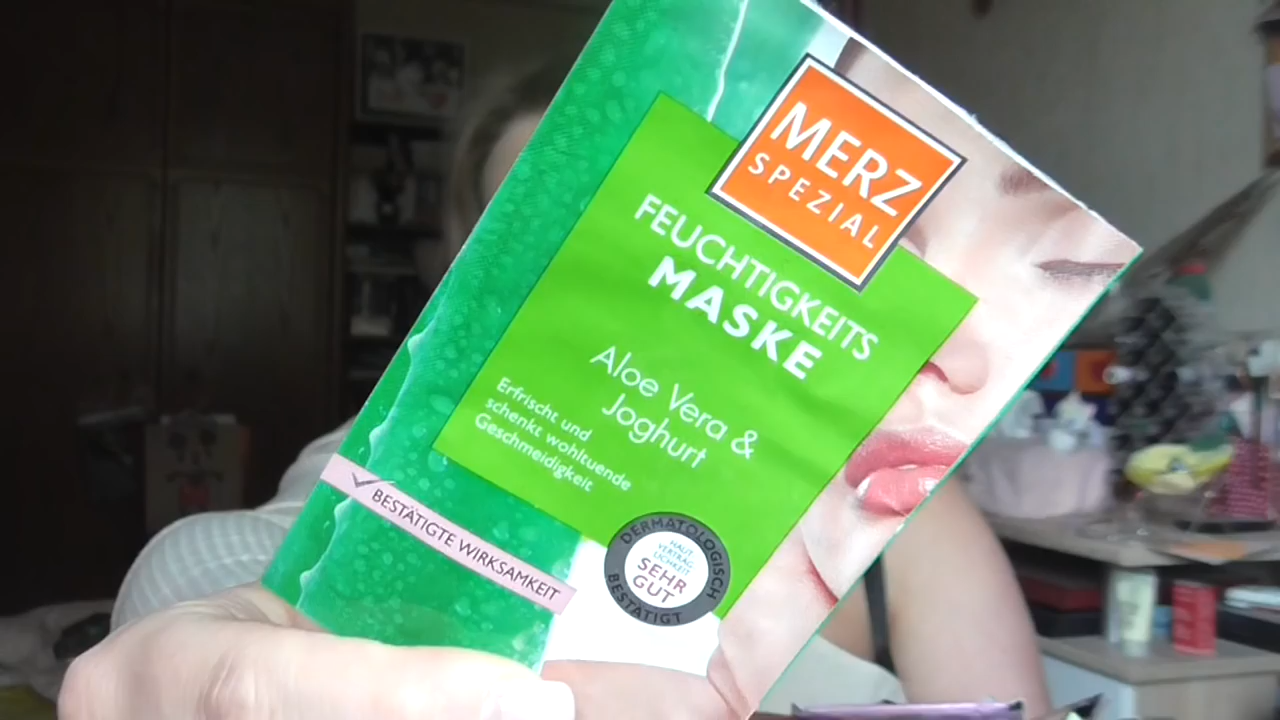 MERZ
SPEZIAL
FEUCHTIGKEITS
MASKE
Aloe Vera &
Joghurt
Erfrischt und
schenkt wohltuende
Geschmeidigkeit
BESTÄTIGTE WIRKSAMKEIT
DERMATOLOGISCH
HAUT
VERTRÄG
LICHKEIT
SEHR
GUT
BESTÄTIGT